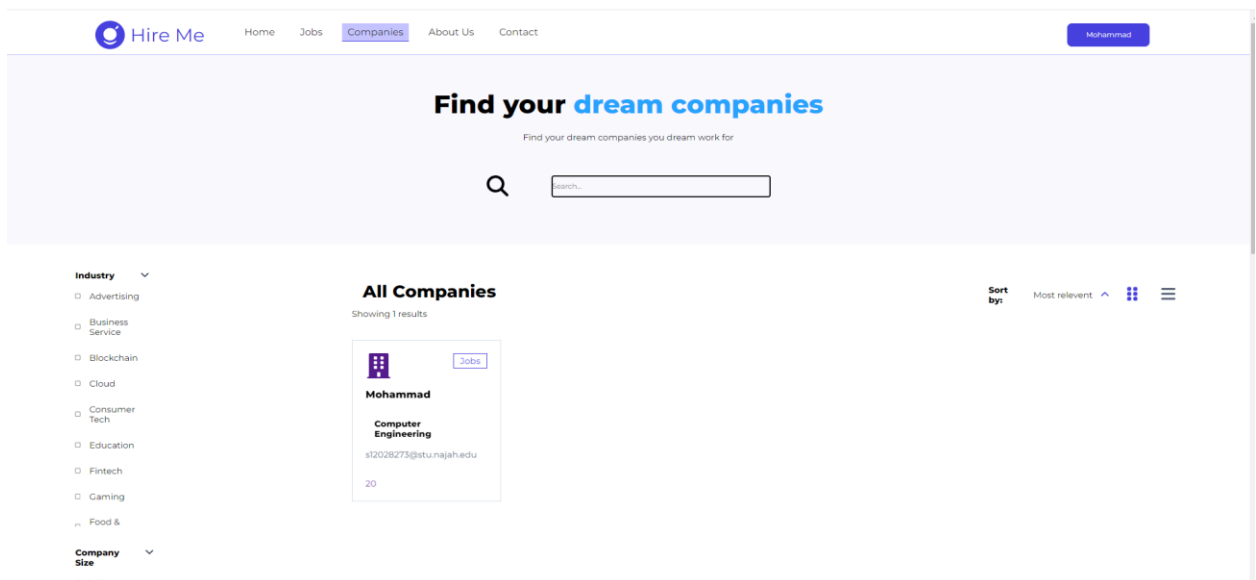 Hire Me
Home Jobs Companies About Us Contact
Mohammad
Find your dream companies
Find your dream companies you dream work for
Search...
Industry
Advertising
Business
Service
Blockchain
Cloud
Consumer
Tech
Education
Fintech
Gaming
Food &
Company
Size
All Companies
Showing 1 results
Sort
by:
Most relevent
Jobs
Mohammad
Computer
Engineering
s12028273@stu.najah.edu
20